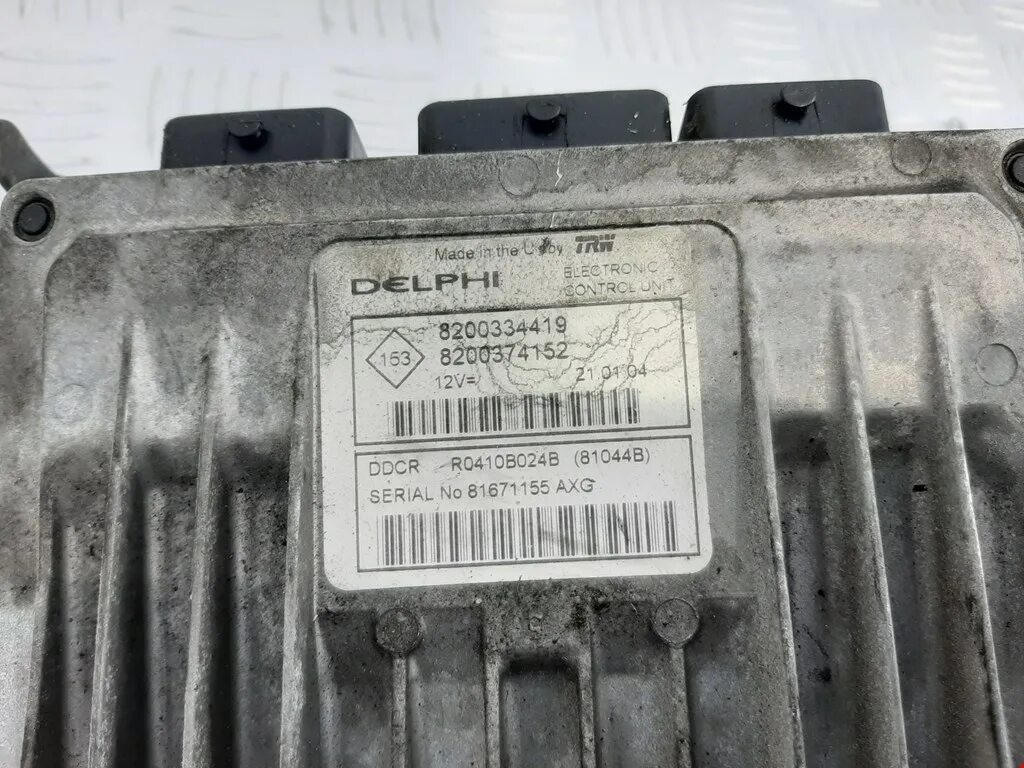 Made in the by TRW
DELPHI
ELECTRONIC
CONTROL UNIT
8200334419
153
8200374152
12V= 21 01 04
DDCR R0410B024B (81044B)
SERIAL No 81671155 AXG